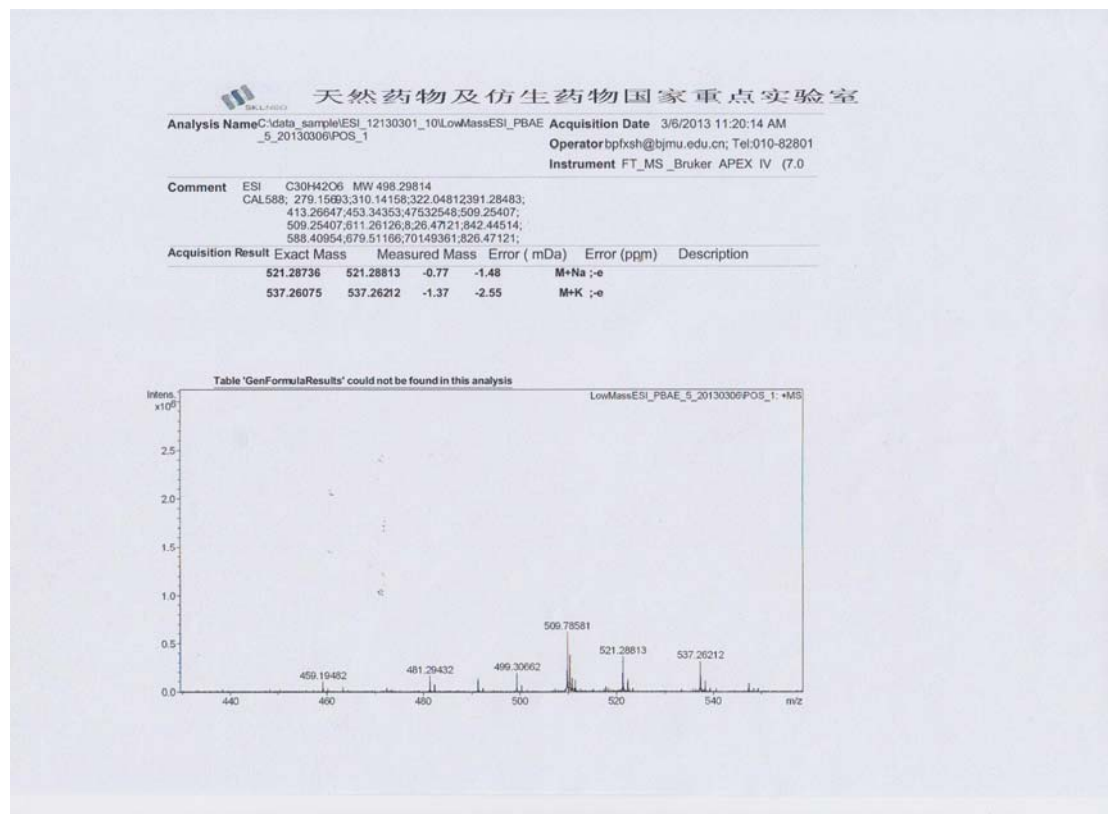 天然药物及仿生药物国家重点实验室
SKLNBD
Analysis Name C:\data_sample\ESI_12130301_10\LowMassESI_PBAE Acquisition Date 3/6/2013 11:20:14 AM
_5_20130306\POS_1
Operator bpfxsh@bjmu.edu.cn; Tel:010-82801
Instrument FT_MS _Bruker APEX IV (7.0
Comment ESI C30H42O6 MW 498.29814
CAL588; 279.15693;310.14158;322.04812391.28483;
413.26647;453.34353;47532548;509.25407;
509.25407;611.26126;8;26.47121;842.44514;
588.40954;679.51166;70149361;826.47121;
Acquisition Result Exact Mass Measured Mass Error ( mDa) Error (ppm) Description
521.28736 521.28813 -0.77 -1.48 M+Na ;-e
537.26075 537.26212 -1.37 -2.55 M+K ;-e
Table 'GenFormulaResults' could not be found in this analysis
Intens.
x10⁶
LowMassESI_PBAE_5_20130306\POS_1: +MS
2.5
2.0
1.5
1.0
509.78581
0.5
521.28813
537.26212
499.30662
481.29432
459.19482
0.0
440 460 480 500 520 540 m/z